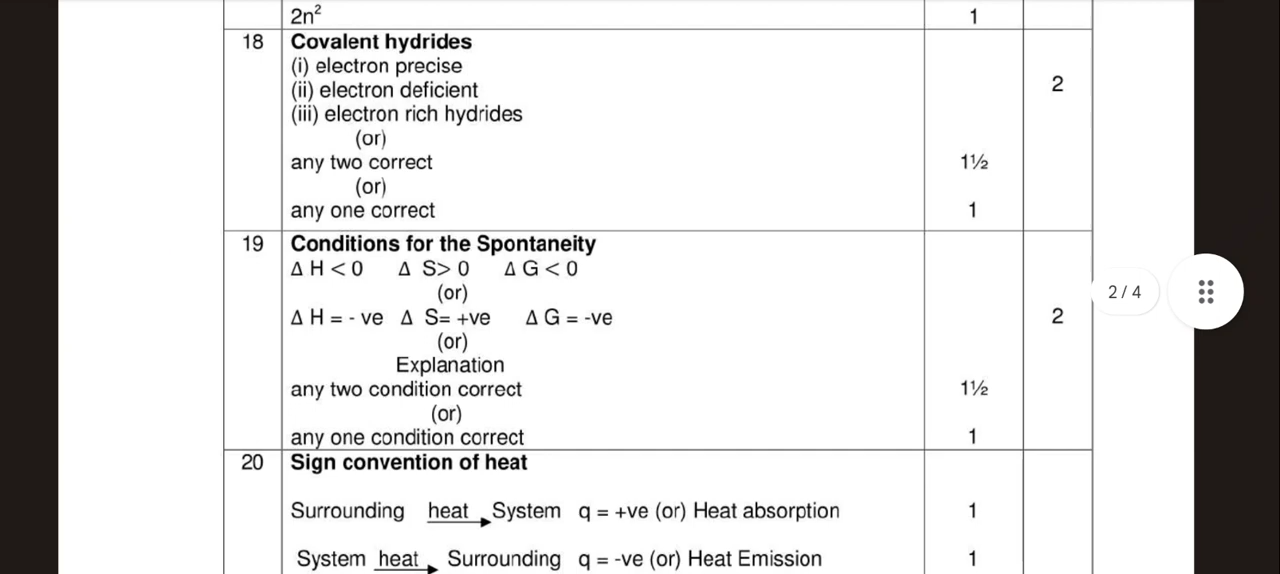 2n² 1
18 Covalent hydrides
(i) electron precise
(ii) electron deficient 2
(iii) electron rich hydrides
(or)
any two correct 1½
(or)
any one correct 1
19 Conditions for the Spontaneity
Δ H < 0 Δ S> 0 Δ G < 0
(or)
Δ H = - ve Δ S= +ve Δ G = -ve 2
(or)
Explanation
any two condition correct 1½
(or)
any one condition correct 1
20 Sign convention of heat
Surrounding heat System q = +ve (or) Heat absorption 1
System heat Surrounding q = -ve (or) Heat Emission 1
2 / 4